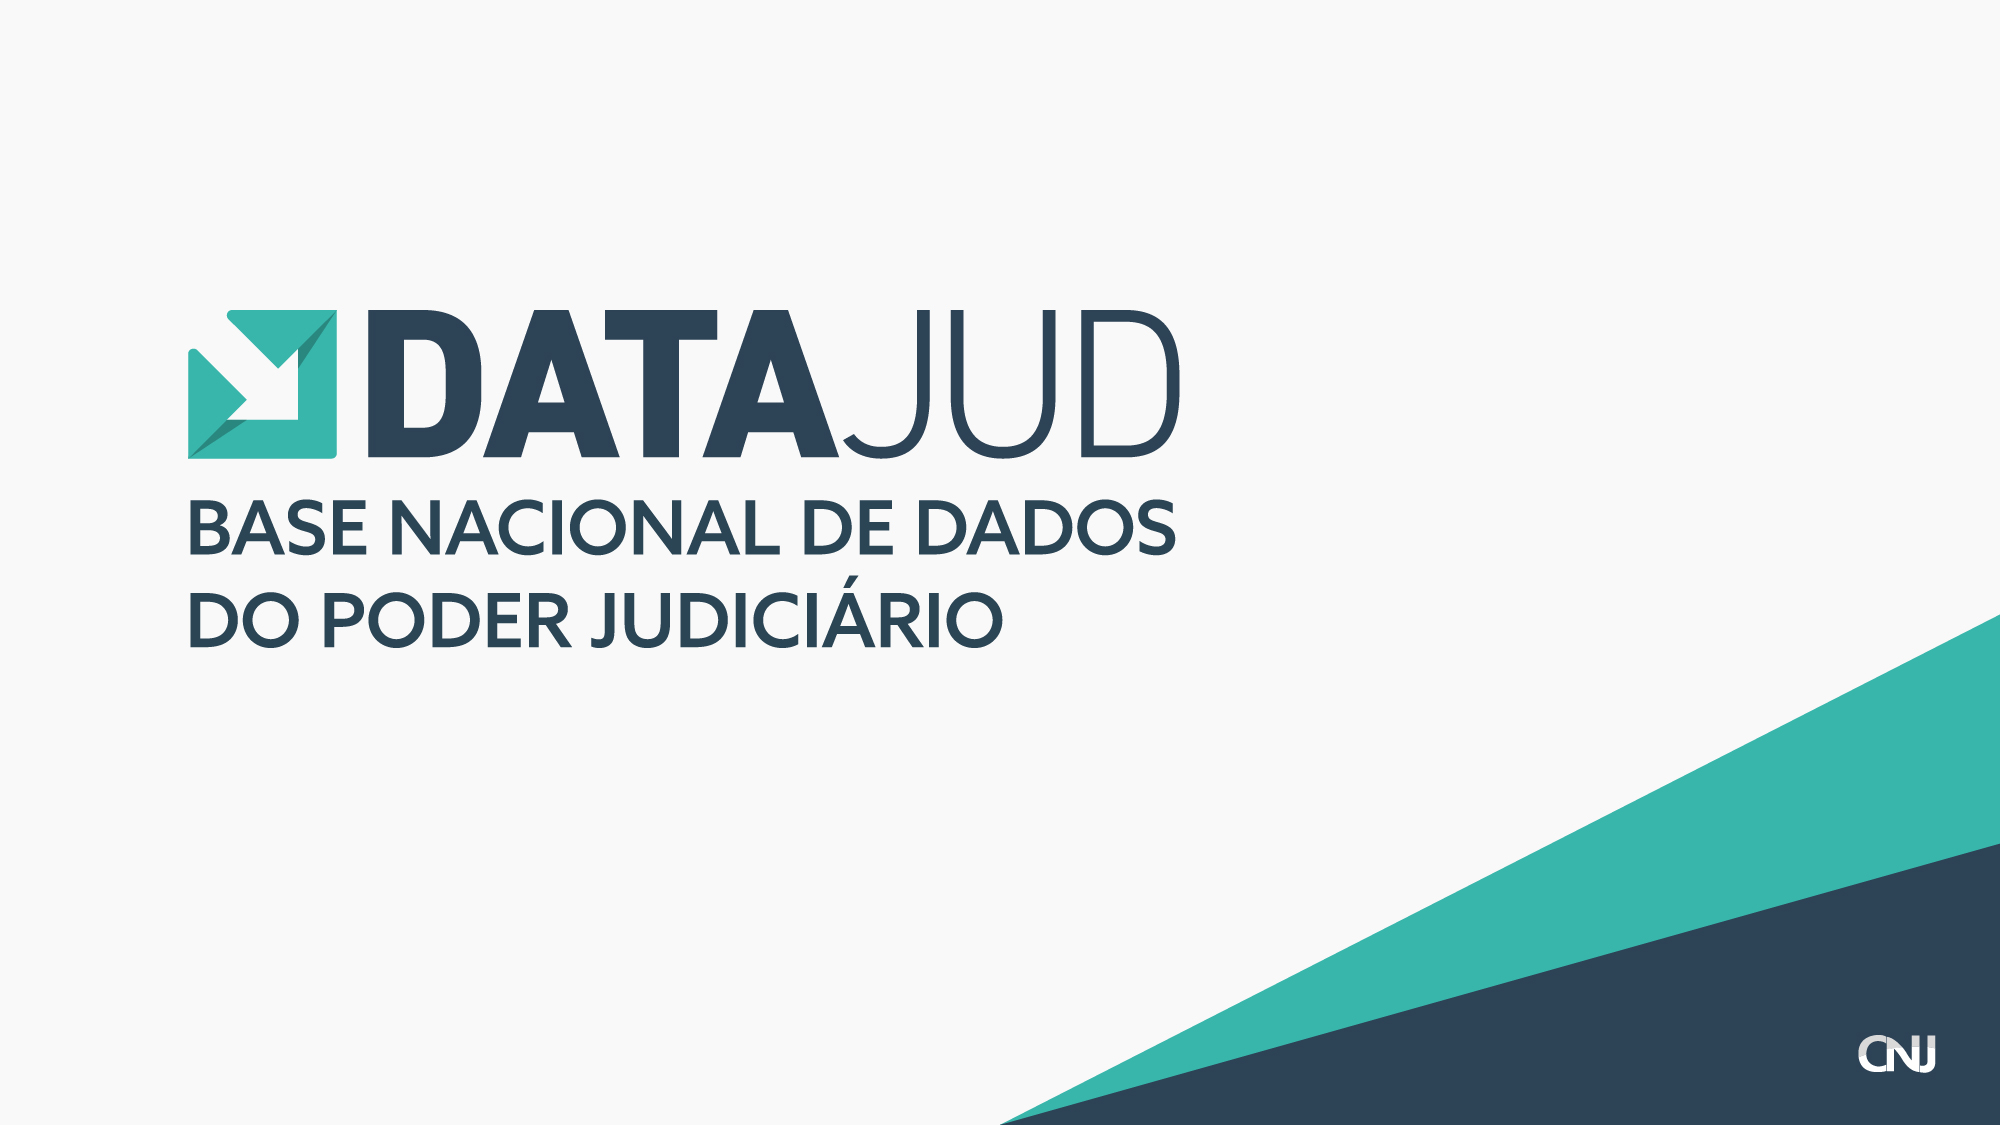 DATAJUD
BASE NACIONAL DE DADOS
DO PODER JUDICIÁRIO
CNJ